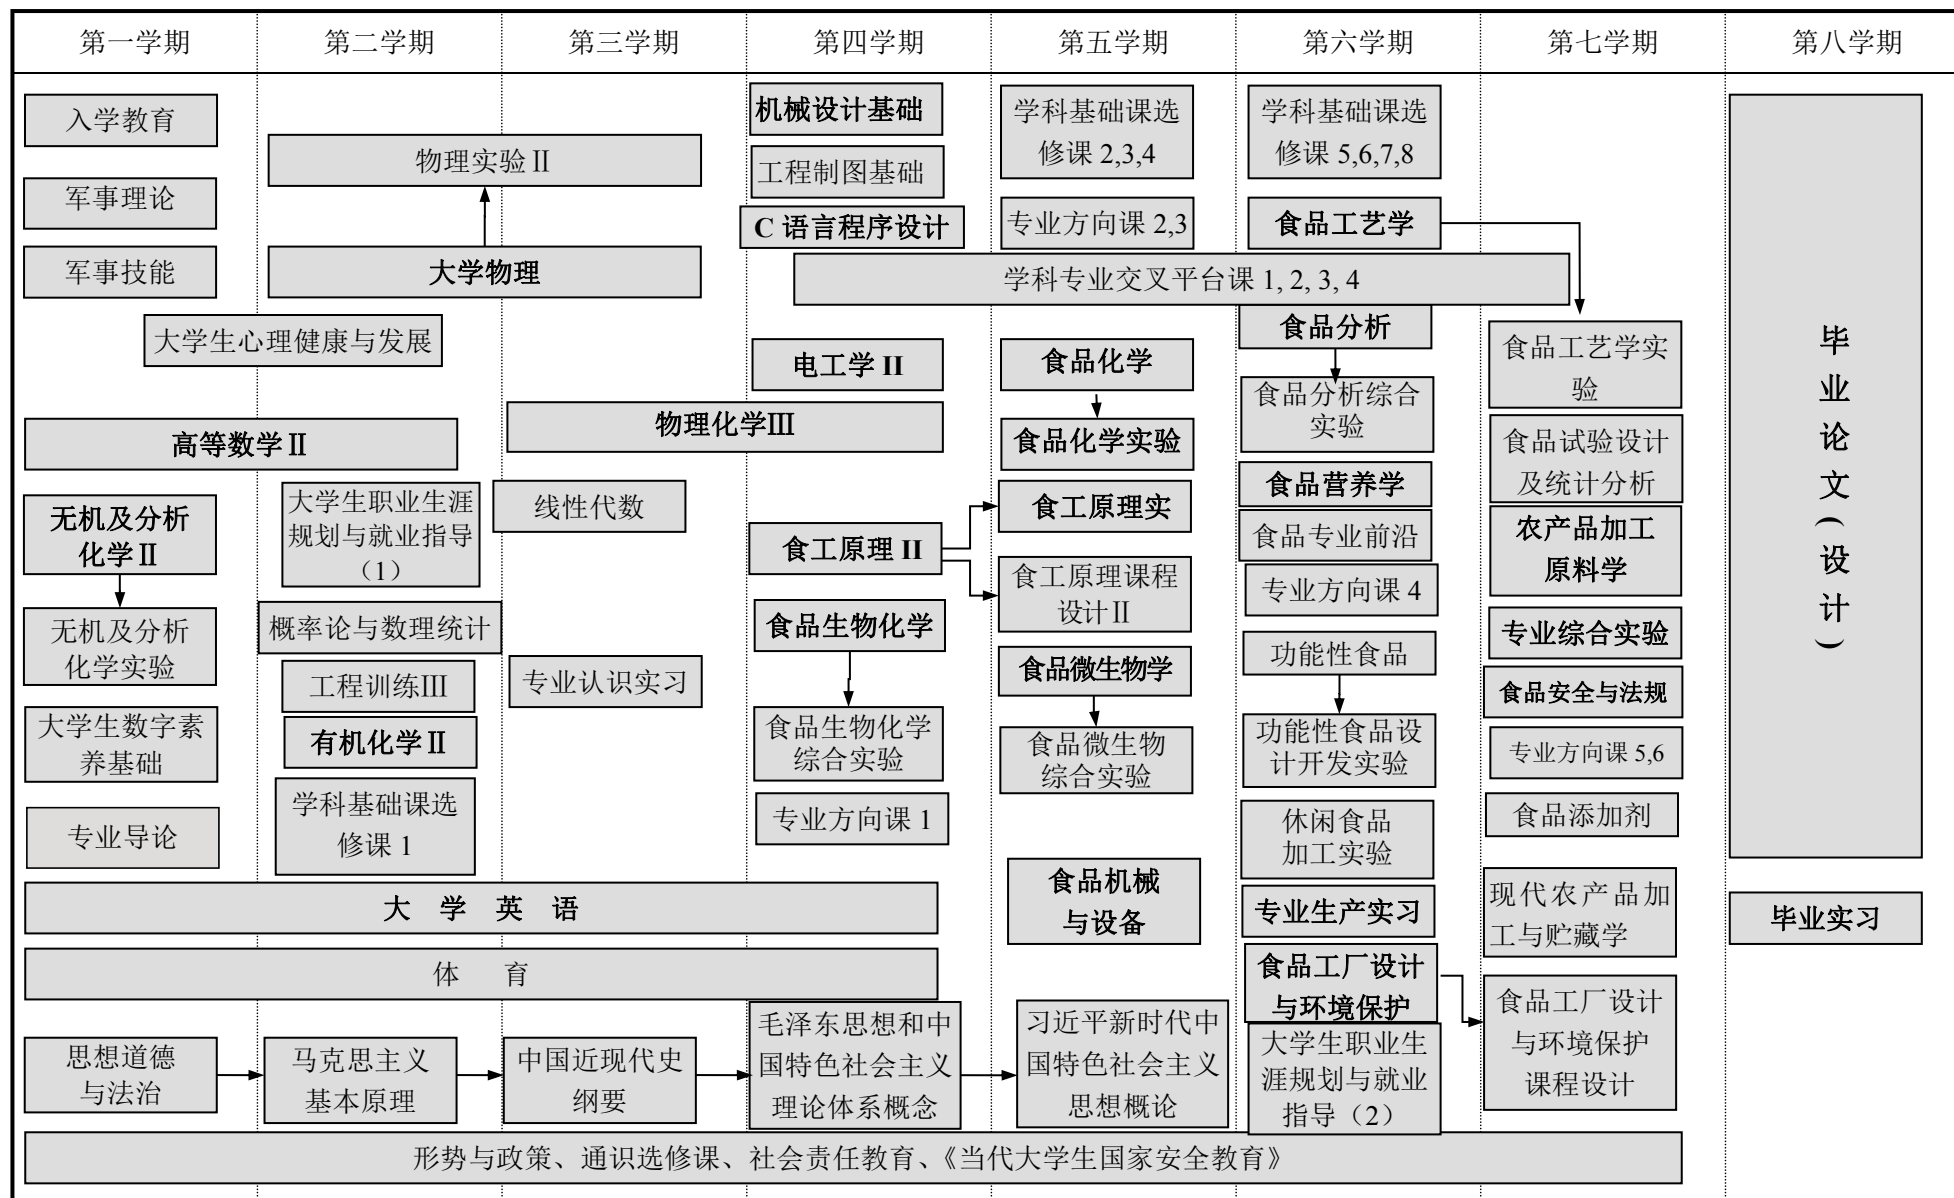 第一学期
第二学期
第三学期
第四学期
第五学期
第六学期
第七学期
第八学期
入学教育
军事理论
军事技能
大学生心理健康与发展
高等数学Ⅱ
无机及分析
化学Ⅱ
无机及分析
化学实验
大学生数字素
养基础
专业导论
大 学 英 语
体 育
思想道德
与法治
物理实验Ⅱ
大学物理
大学生职业生涯
规划与就业指导
（1）
概率论与数理统计
工程训练Ⅲ
有机化学Ⅱ
学科基础课选
修课 1
马克思主义
基本原理
物理化学Ⅲ
线性代数
专业认识实习
中国近现代史
纲要
机械设计基础
工程制图基础
C 语言程序设计
学科专业交叉平台课 1, 2, 3, 4
电工学 II
食工原理 II
食品生物化学
食品生物化学
综合实验
专业方向课 1
毛泽东思想和中
国特色社会主义
理论体系概念
学科基础课选
修课 2,3,4
专业方向课 2,3
食品化学
食品化学实验
食工原理实
食工原理课程
设计Ⅱ
食品微生物学
食品微生物
综合实验
食品机械
与设备
习近平新时代中
国特色社会主义
思想概论
学科基础课选
修课 5,6,7,8
食品工艺学
食品分析
食品分析综合
实验
食品营养学
食品专业前沿
专业方向课 4
功能性食品
功能性食品设
计开发实验
休闲食品
加工实验
专业生产实习
食品工厂设计
与环境保护
大学生职业生
涯规划与就业
指导（2）
食品工艺学实
验
食品试验设计
及统计分析
农产品加工
原料学
专业综合实验
食品安全与法规
专业方向课 5,6
食品添加剂
现代农产品加
工与贮藏学
食品工厂设计
与环境保护
课程设计
毕业论文（设计）
毕业实习
形势与政策、通识选修课、社会责任教育、《当代大学生国家安全教育》